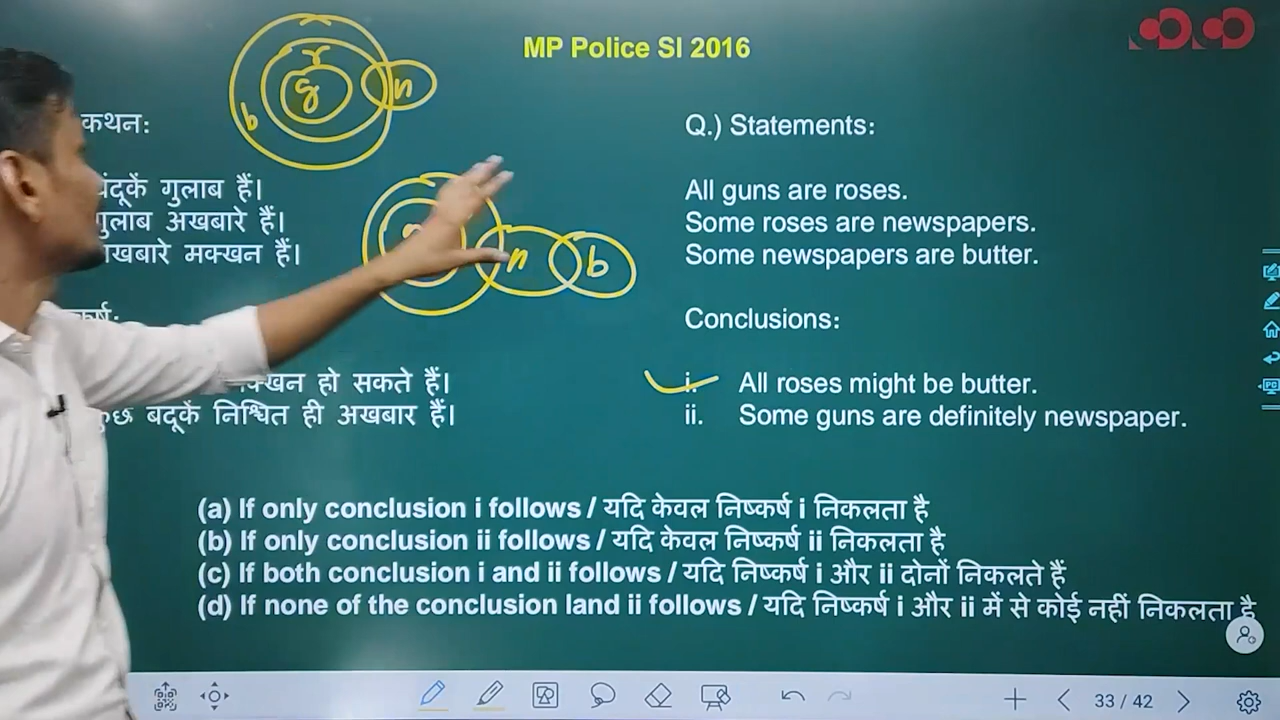 MP Police SI 2016
b r g n
कथन:
बंदूकें गुलाब हैं।
गुलाब अखबारे हैं।
मक्खन हैं।
n b
Q.) Statements:
All guns are roses.
Some roses are newspapers.
Some newspapers are butter.
Conclusions:
हो सकते हैं।
बदूकें निश्चित ही अखबार हैं।
i. All roses might be butter.
ii. Some guns are definitely newspaper.
(a) If only conclusion i follows / यदि केवल निष्कर्ष i निकलता है
(b) If only conclusion ii follows / यदि केवल निष्कर्ष ii निकलता है
(c) If both conclusion i and ii follows / यदि निष्कर्ष i और ii दोनों निकलते हैं
(d) If none of the conclusion land ii follows / यदि निष्कर्ष i और ii में से कोई नहीं निकलता है
33 / 42